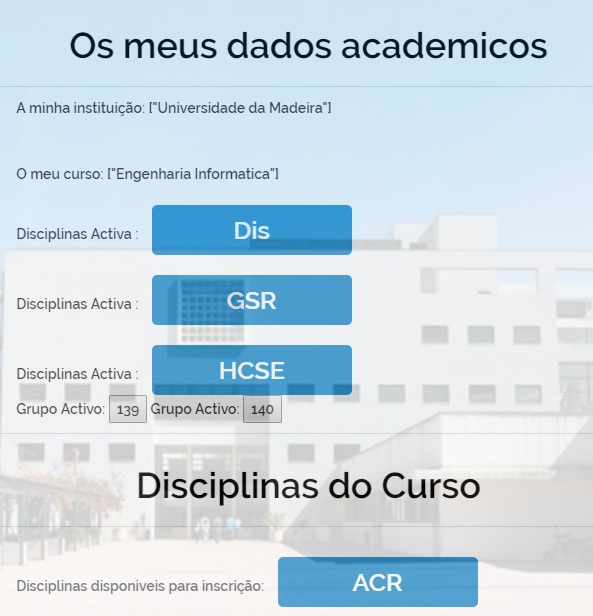 Os meus dados academicos
A minha instituição: ["Universidade da Madeira"]
O meu curso: ["Engenharia Informatica"]
Disciplinas Activa : Dis
Disciplinas Activa : GSR
Disciplinas Activa : HCSE
Grupo Activo: 139 Grupo Activo: 140
Disciplinas do Curso
Disciplinas disponiveis para inscrição: ACR